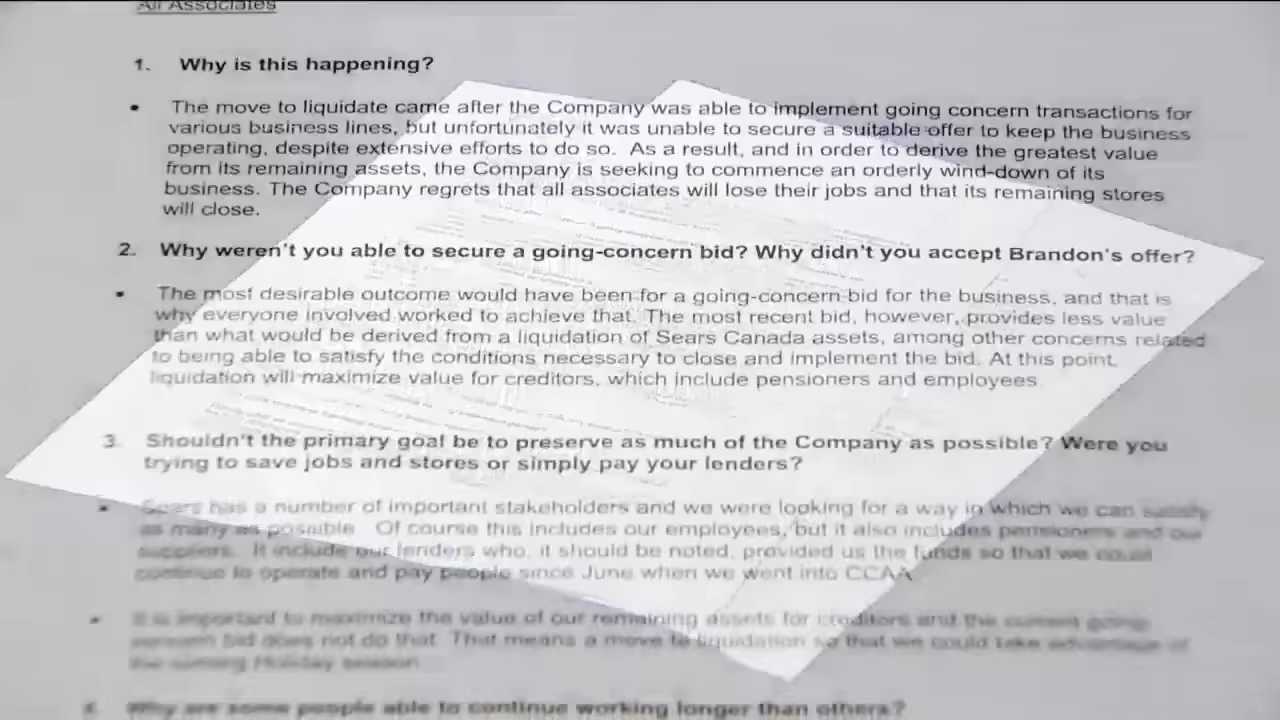 All Associates
1. Why is this happening?
• The move to liquidate came after the Company was able to implement going concern transactions for
various business lines, but unfortunately it was unable to secure a suitable offer to keep the business
operating, despite extensive efforts to do so. As a result, and in order to derive the greatest value
from its remaining assets, the Company is seeking to commence an orderly wind-down of its
business. The Company regrets that all associates will lose their jobs and that its remaining stores
will close.
2. Why weren't you able to secure a going-concern bid? Why didn't you accept Brandon's offer?
• The most desirable outcome would have been for a going-concern bid for the business, and that is
why everyone involved worked to achieve that. The most recent bid, however, provides less value
than what would be derived from a liquidation of Sears Canada assets, among other concerns related
to being able to satisfy the conditions necessary to close and implement the bid. At this point,
liquidation will maximize value for creditors, which include pensioners and employees.
3. Shouldn't the primary goal be to preserve as much of the Company as possible? Were you
trying to save jobs and stores or simply pay your lenders?
• Sears has a number of important stakeholders and we were looking for a way in which we can satisfy
as many as possible. Of course this includes our employees, but it also includes pensioners and our
suppliers. It include our lenders who, it should be noted, provided us the funds so that we could
continue to operate and pay people since June when we went into CCAA.
• It is important to maximize the value of our remaining assets for creditors and the current going
concern bid does not do that. That means a move to liquidation so that we could take advantage of
the coming Holiday season.
4. Why are some people able to continue working longer than others?